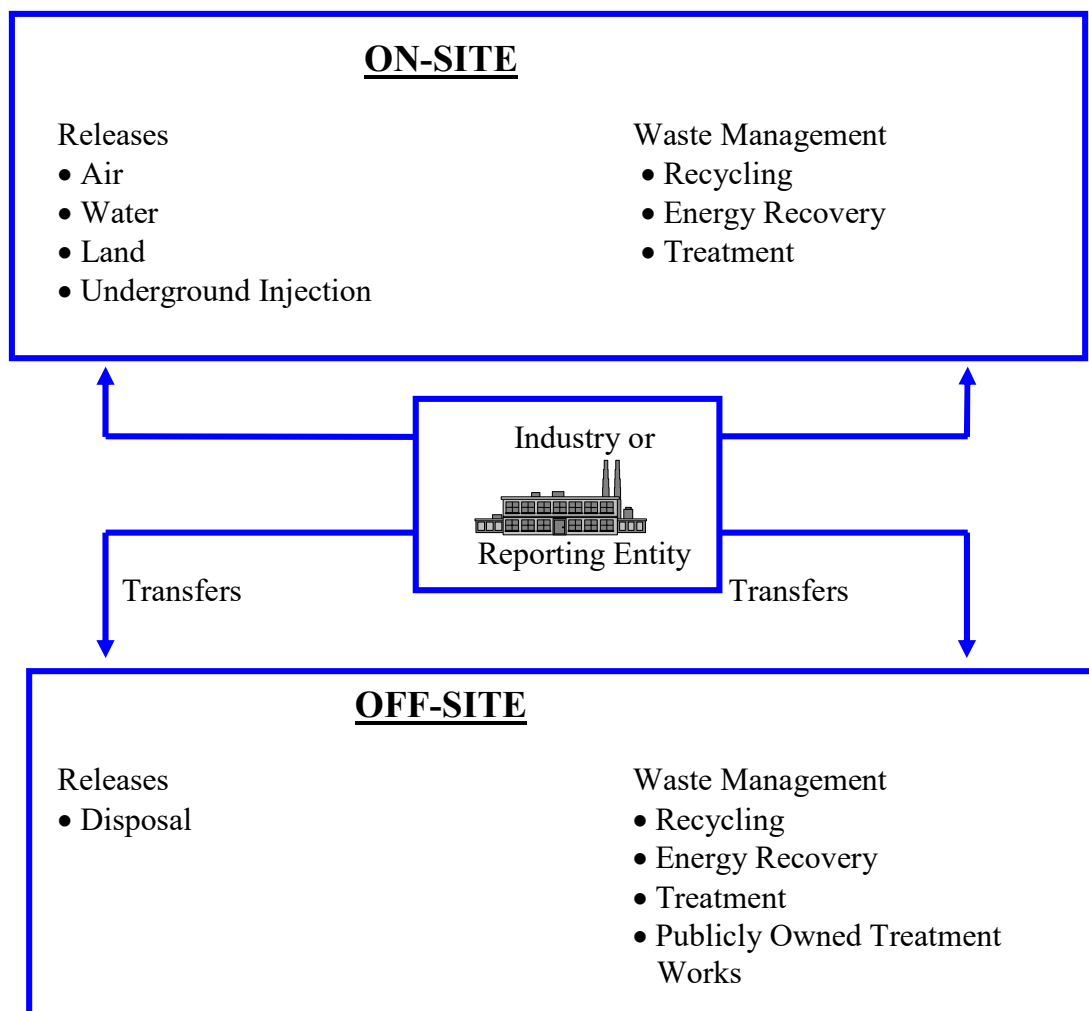 ON-SITE
Releases
• Air
• Water
• Land
• Underground Injection
Waste Management
• Recycling
• Energy Recovery
• Treatment
Industry or
Reporting Entity
Transfers
Transfers
OFF-SITE
Releases
• Disposal
Waste Management
• Recycling
• Energy Recovery
• Treatment
• Publicly Owned Treatment
Works